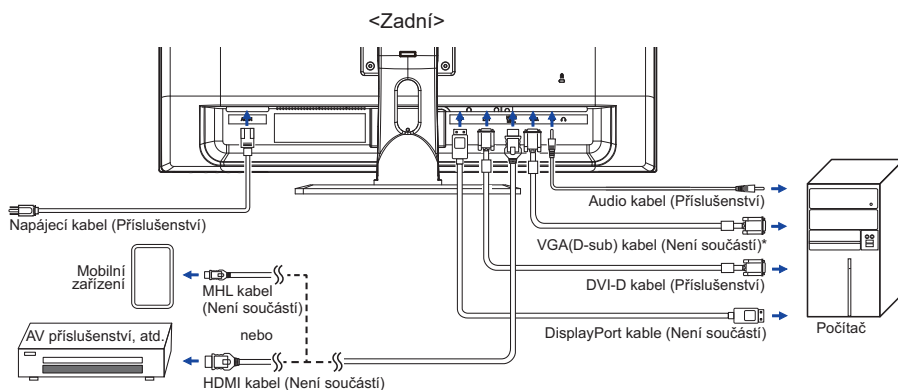 <Zadní>
Napájecí kabel (Příslušenství)
Audio kabel (Příslušenství)
VGA(D-sub) kabel (Není součástí)*
DVI-D kabel (Příslušenství)
DisplayPort kable (Není součástí)
Počítač
Mobilní
zařízení
MHL kabel
(Není součástí)
nebo
AV příslušenství, atd.
HDMI kabel (Není součástí)